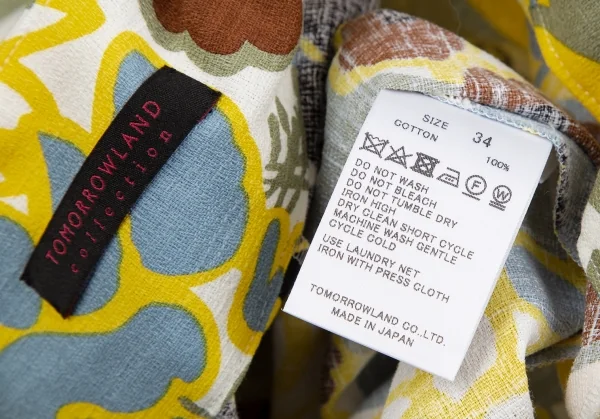 TOMORROWLAND
collection
SIZE 34
COTTON 100%
DO NOT WASH
DO NOT BLEACH
DO NOT TUMBLE DRY
IRON HIGH
DRY CLEAN SHORT CYCLE
MACHINE WASH GENTLE
CYCLE COLD
USE LAUNDRY NET
IRON WITH PRESS CLOTH
TOMORROWLAND CO.,LTD.
MADE IN JAPAN